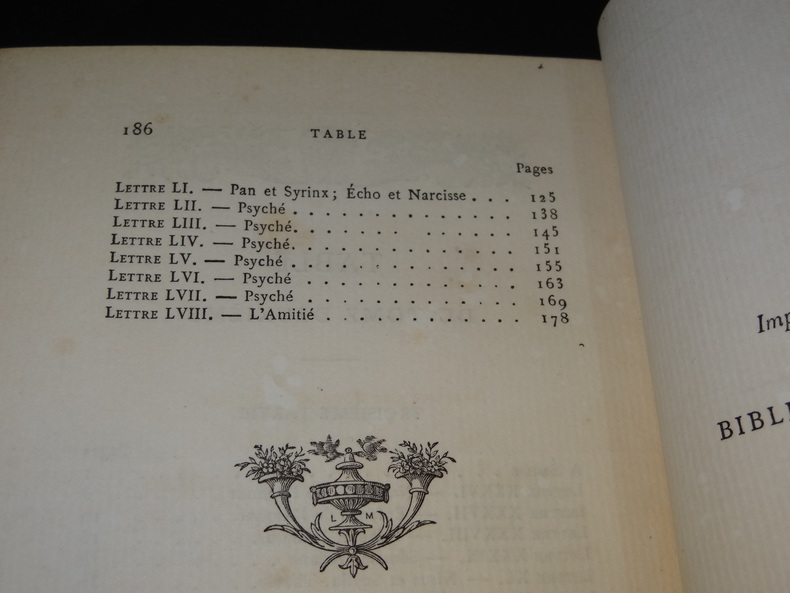 186 TABLE
Pages
LETTRE LI. — Pan et Syrinx; Écho et Narcisse . . . 125
LETTRE LII. — Psyché . . . . . . . . . . . . 138
LETTRE LIII. — Psyché. . . . . . . . . . . . 145
LETTRE LIV. — Psyché. . . . . . . . . . . . 151
LETTRE LV. — Psyché . . . . . . . . . . . . 155
LETTRE LVI. — Psyché . . . . . . . . . . . 163
LETTRE LVII. — Psyché . . . . . . . . . . . 169
LETTRE LVIII. — L'Amitié . . . . . . . . . . . 178
L M